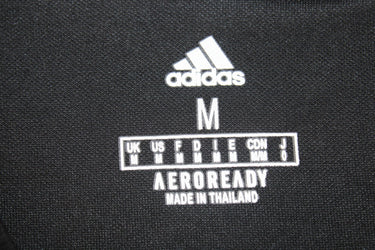 adidas
M
UK US F D I E CDN J
M M M M M M M/M O
AEROREADY
MADE IN THAILAND